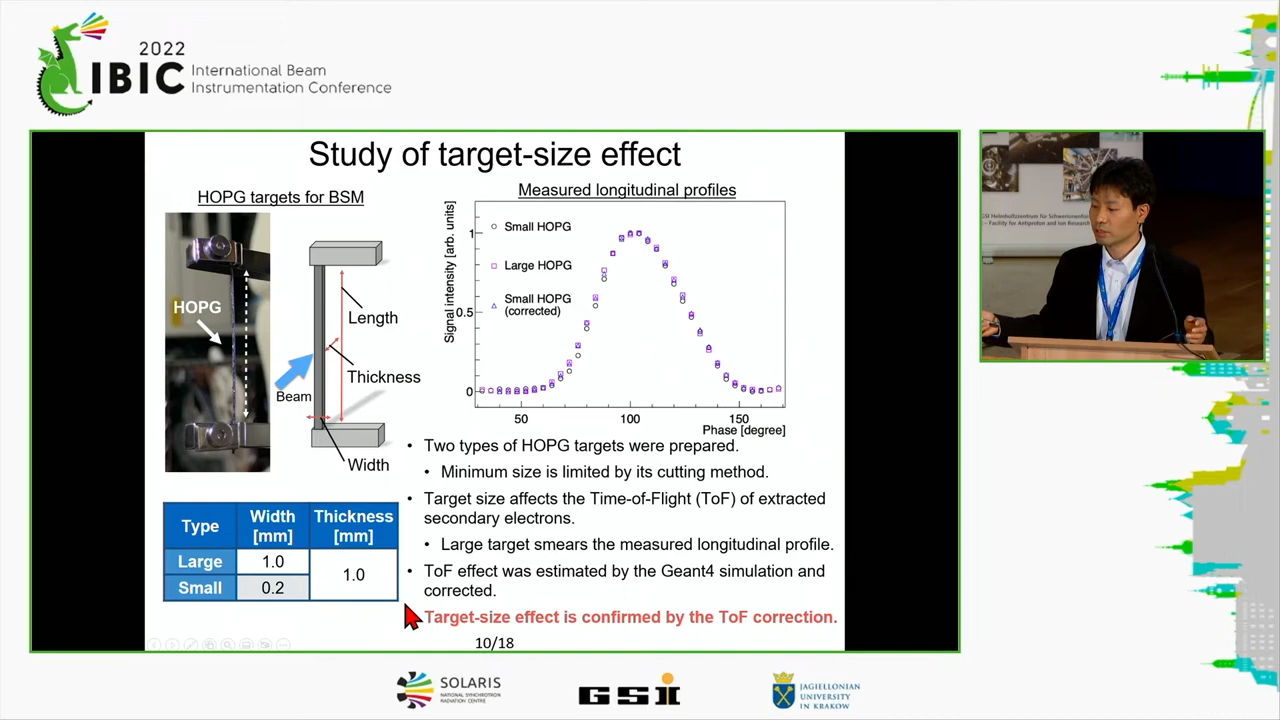 2022
IBIC
International Beam
Instrumentation Conference
Study of target-size effect
HOPG targets for BSM
HOPG
Beam
Length
Thickness
Width
Measured longitudinal profiles
Signal intensity [arb. units]
1
0.5
0
Small HOPG
Large HOPG
Small HOPG
(corrected)
50
100
150
Phase [degree]
Type
Width
[mm]
Thickness
[mm]
Large
1.0
1.0
Small
0.2
• Two types of HOPG targets were prepared.
• Minimum size is limited by its cutting method.
• Target size affects the Time-of-Flight (ToF) of extracted
secondary electrons.
• Large target smears the measured longitudinal profile.
• ToF effect was estimated by the Geant4 simulation and
corrected.
Target-size effect is confirmed by the ToF correction.
10/18
SOLARIS
NATIONAL SYNCHROTRON
RADIATION CENTRE
GSI
JAGIELLONIAN
UNIVERSITY
IN KRAKOW